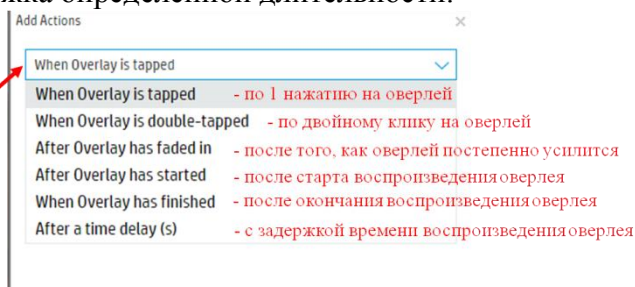 жка определенной длительности.
Add Actions
When Overlay is tapped
When Overlay is tapped - по 1 нажатию на оверлей
When Overlay is double-tapped - по двойному клику на оверлей
After Overlay has faded in - после того, как оверлей постепенно усилится
After Overlay has started - после старта воспроизведения оверлея
When Overlay has finished - после окончания воспроизведения оверлея
After a time delay (s) - с задержкой времени воспроизведения оверлея